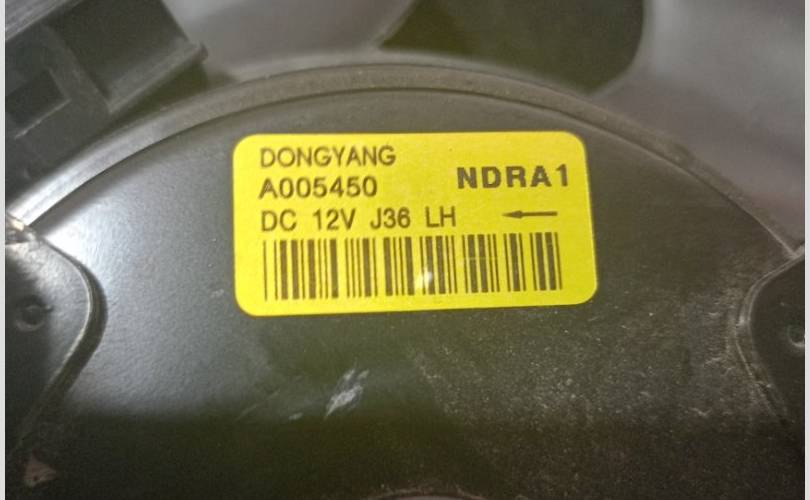 DONGYANG
A005450 NDRA1
DC 12V J36 LH ←